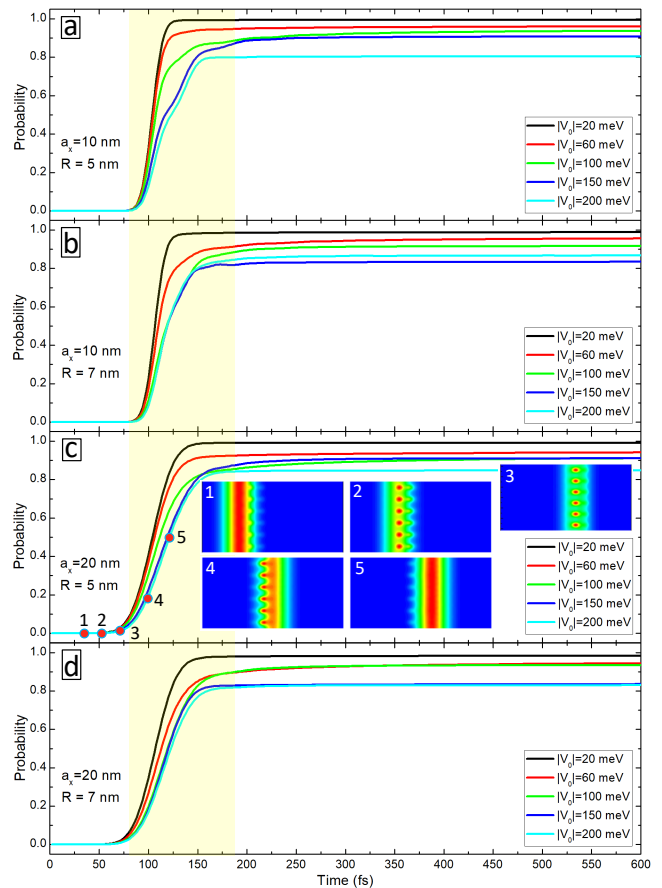 a
1.0
0.8
0.6
0.4
0.2
0.0
Probability
a_x=10 nm
R = 5 nm
|V_0|=20 meV
|V_0|=60 meV
|V_0|=100 meV
|V_0|=150 meV
|V_0|=200 meV
b
1.0
0.8
0.6
0.4
0.2
0.0
Probability
a_x=10 nm
R = 7 nm
|V_0|=20 meV
|V_0|=60 meV
|V_0|=100 meV
|V_0|=150 meV
|V_0|=200 meV
c
1.0
0.8
0.6
0.4
0.2
0.0
Probability
a_x=20 nm
R = 5 nm
1
2
3
4
5
1
2
3
4
5
|V_0|=20 meV
|V_0|=60 meV
|V_0|=100 meV
|V_0|=150 meV
|V_0|=200 meV
d
1.0
0.8
0.6
0.4
0.2
0.0
Probability
a_x=20 nm
R = 7 nm
|V_0|=20 meV
|V_0|=60 meV
|V_0|=100 meV
|V_0|=150 meV
|V_0|=200 meV
0 50 100 150 200 250 300 350 400 450 500 550 600
Time (fs)